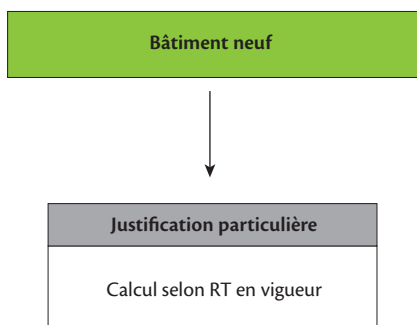 Bâtiment neuf
Justification particulière
Calcul selon RT en vigueur